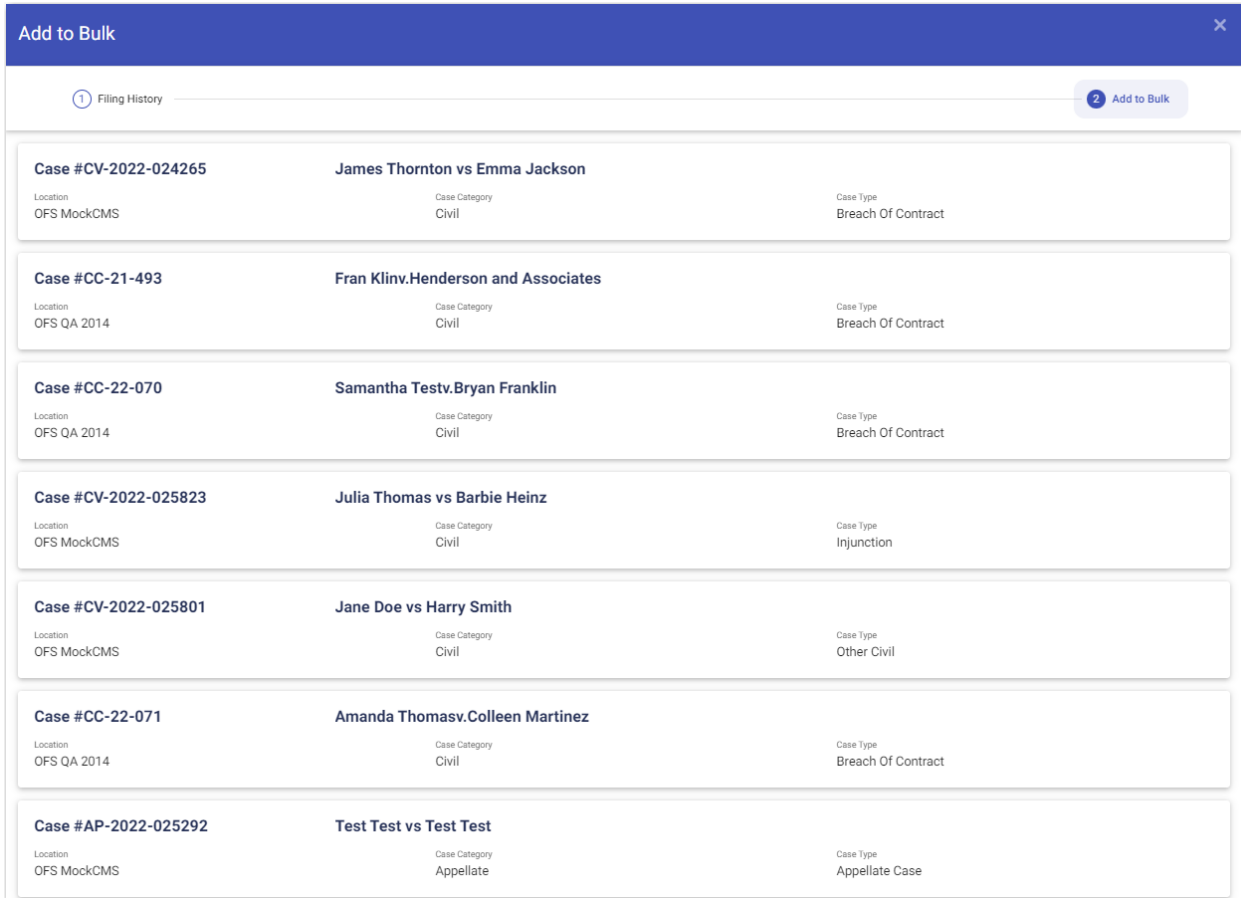 Add to Bulk ×
1 Filing History 2 Add to Bulk
Case #CV-2022-024265 James Thornton vs Emma Jackson
Location Case Category Case Type
OFS MockCMS Civil Breach Of Contract
Case #CC-21-493 Fran Klinv.Henderson and Associates
Location Case Category Case Type
OFS QA 2014 Civil Breach Of Contract
Case #CC-22-070 Samantha Testv.Bryan Franklin
Location Case Category Case Type
OFS QA 2014 Civil Breach Of Contract
Case #CV-2022-025823 Julia Thomas vs Barbie Heinz
Location Case Category Case Type
OFS MockCMS Civil Injunction
Case #CV-2022-025801 Jane Doe vs Harry Smith
Location Case Category Case Type
OFS MockCMS Civil Other Civil
Case #CC-22-071 Amanda Thomasv.Colleen Martinez
Location Case Category Case Type
OFS QA 2014 Civil Breach Of Contract
Case #AP-2022-025292 Test Test vs Test Test
Location Case Category Case Type
OFS MockCMS Appellate Appellate Case